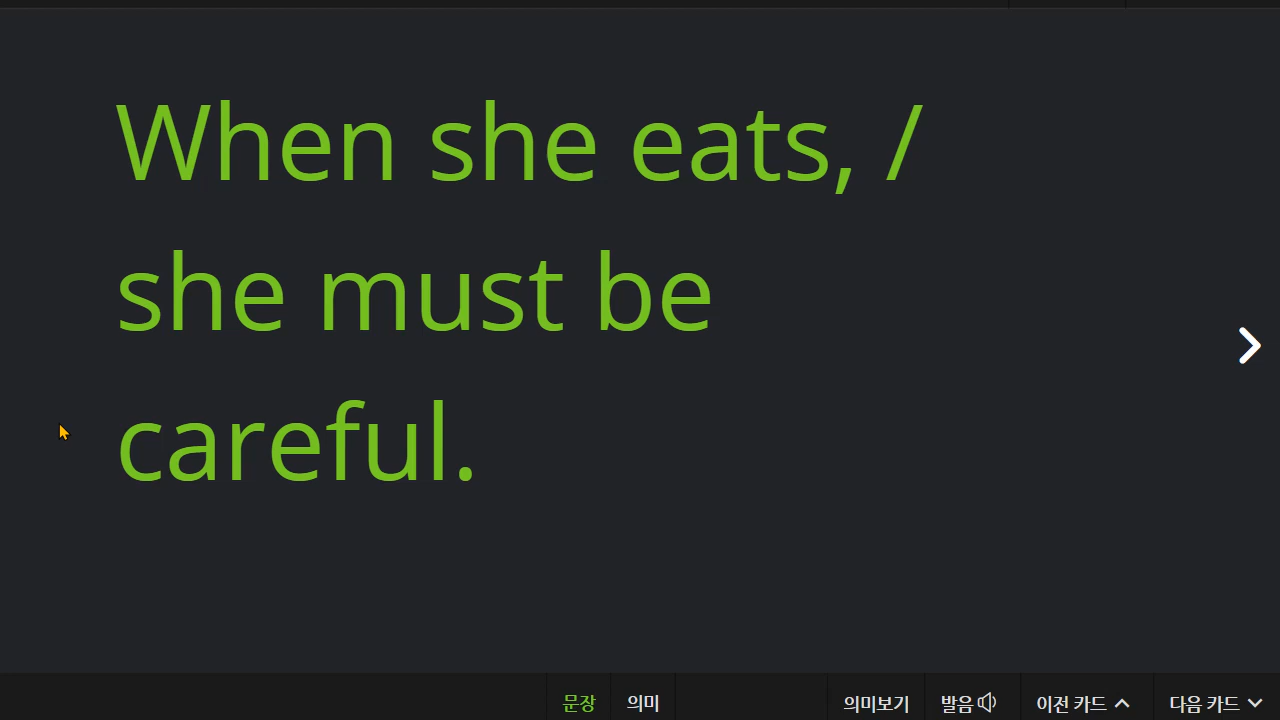 When she eats, /
she must be
careful.
문장 의미 의미보기 발음 이전 카드 다음 카드